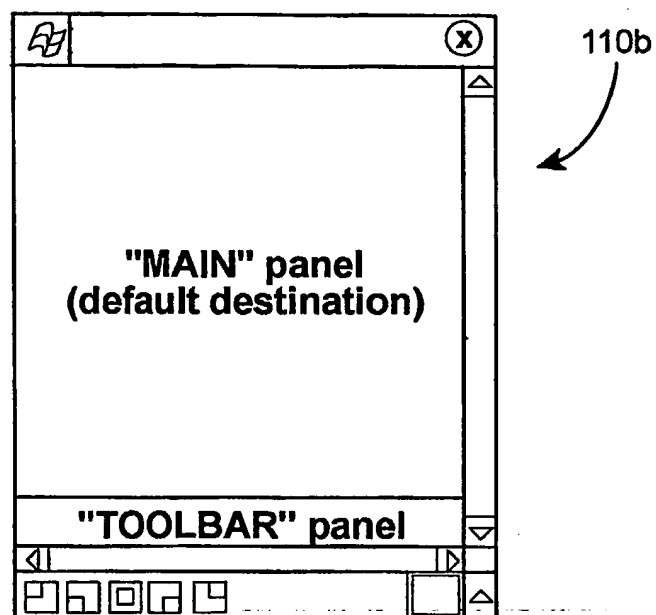 X
110b
"MAIN" panel
(default destination)
"TOOLBAR" panel